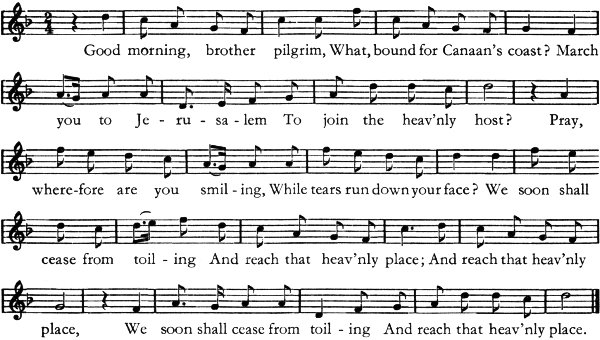 Good morning, brother pilgrim, What, bound for Canaan's coast? March
you to Je - ru - sa - lem To join the heav'nly host? Pray,
where-fore are you smil - ing, While tears run down your face? We soon shall
cease from toil - ing And reach that heav'nly place; And reach that heav'nly
place, We soon shall cease from toil - ing And reach that heav'nly place.